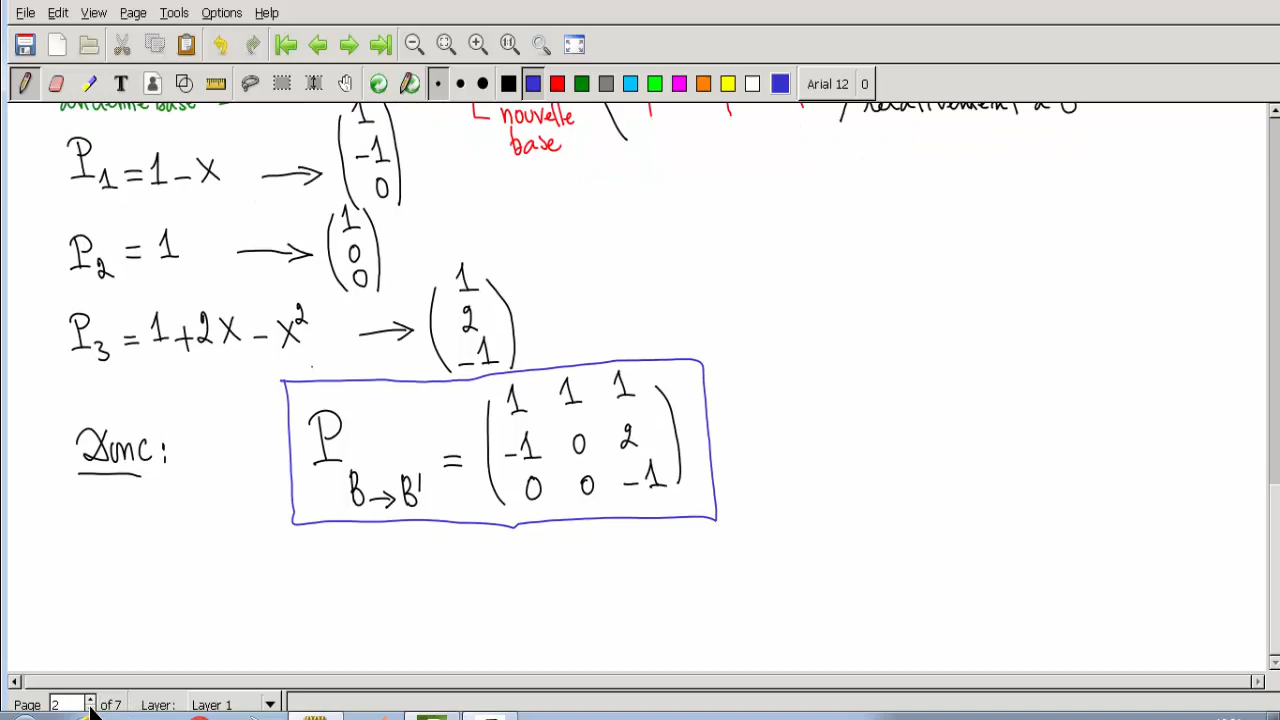 File Edit View Page Tools Options Help
Arial 12 0
base
nouvelle
base
relativement à
P₁ = 1 - X → (1 -1 0)
P₂ = 1 → (1 0 0)
P₃ = 1 + 2X - X² → (1 2 -1)
Donc :
P B→B' =
1 1 1
-1 0 2
0 0 -1
Page 2 of 7 Layer: Layer 1